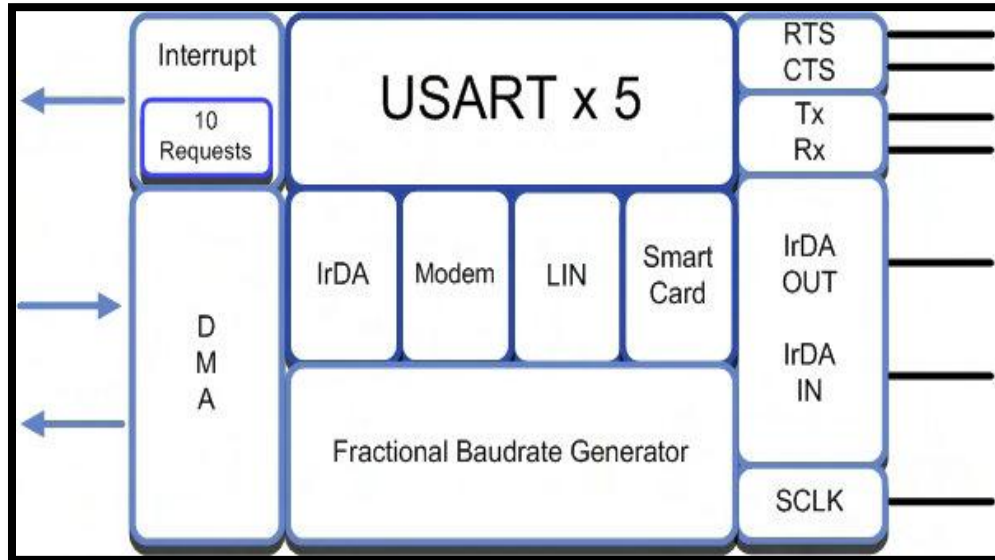 Interrupt
10
Requests
D
M
A
USART x 5
IrDA
Modem
LIN
Smart
Card
Fractional Baudrate Generator
RTS
CTS
Tx
Rx
IrDA
OUT
IrDA
IN
SCLK